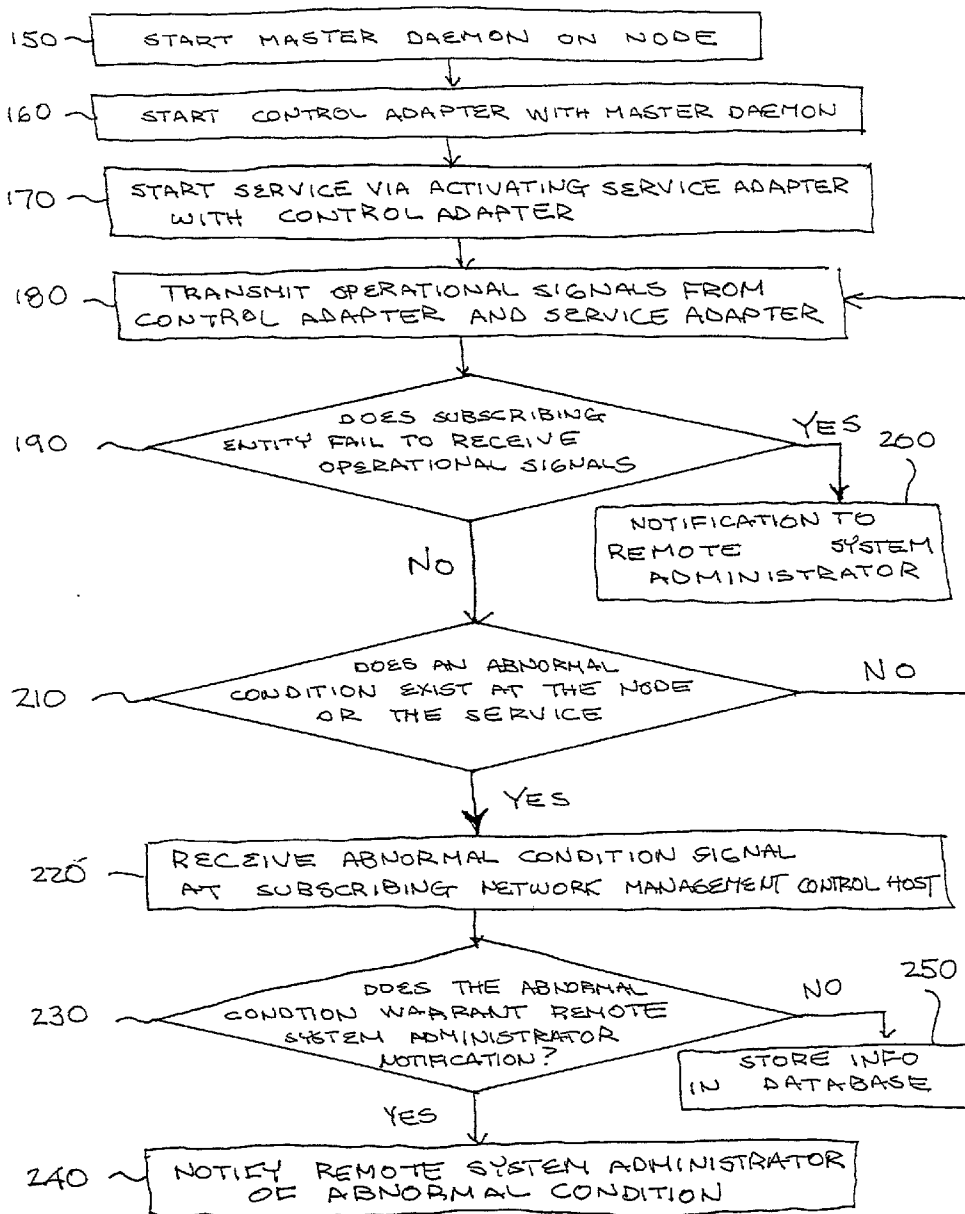 150
START MASTER DAEMON ON NODE
160
START CONTROL ADAPTER WITH MASTER DAEMON
170
START SERVICE VIA ACTIVATING SERVICE ADAPTER
WITH CONTROL ADAPTER
180
TRANSMIT OPERATIONAL SIGNALS FROM
CONTROL ADAPTER AND SERVICE ADAPTER
190
DOES SUBSCRIBING
ENTITY FAIL TO RECEIVE
OPERATIONAL SIGNALS
YES
200
NOTIFICATION TO
REMOTE SYSTEM
ADMINISTRATOR
NO
210
DOES AN ABNORMAL
CONDITION EXIST AT THE NODE
OR THE SERVICE
NO
YES
220
RECEIVE ABNORMAL CONDITION SIGNAL
AT SUBSCRIBING NETWORK MANAGEMENT CONTROL HOST
230
DOES THE ABNORMAL
CONDTION WARRANT REMOTE
SYSTEM ADMINISTRATOR
NOTIFICATION?
NO
250
STORE INFO
IN DATABASE
YES
240
NOTIFY REMOTE SYSTEM ADMINISTRATOR
OF ABNORMAL CONDITION